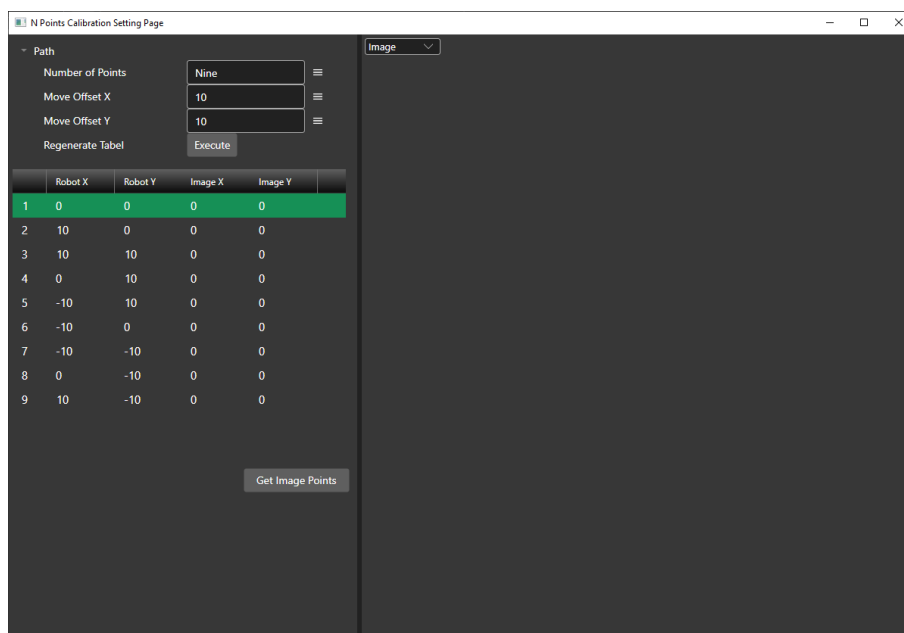 N Points Calibration Setting Page
Path
Image
Number of Points Nine
Move Offset X 10
Move Offset Y 10
Regenerate Tabel Execute
Robot X Robot Y Image X Image Y
1 0 0 0 0
2 10 0 0 0
3 10 10 0 0
4 0 10 0 0
5 -10 10 0 0
6 -10 0 0 0
7 -10 -10 0 0
8 0 -10 0 0
9 10 -10 0 0
Get Image Points